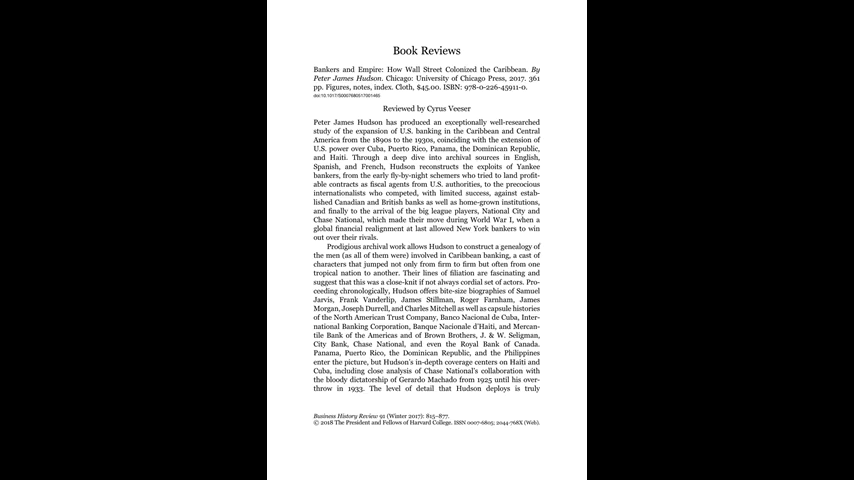 Book Reviews
Bankers and Empire: How Wall Street Colonized the Caribbean. By
Peter James Hudson. Chicago: University of Chicago Press, 2017. 361
pp. Figures, notes, index. Cloth, $45.00. ISBN: 978-0-226-45911-0.
doi:10.1017/S0007680517001465
Reviewed by Cyrus Veeser
Peter James Hudson has produced an exceptionally well-researched
study of the expansion of U.S. banking in the Caribbean and Central
America from the 1890s to the 1930s, coinciding with the extension of
U.S. power over Cuba, Puerto Rico, Panama, the Dominican Republic,
and Haiti. Through a deep dive into archival sources in English,
Spanish, and French, Hudson reconstructs the exploits of Yankee
bankers, from the early fly-by-night schemers who tried to land profit-
able contracts as fiscal agents from U.S. authorities, to the precocious
internationalists who competed, with limited success, against estab-
lished Canadian and British banks as well as home-grown institutions,
and finally to the arrival of the big league players, National City and
Chase National, which made their move during World War I, when a
global financial realignment at last allowed New York bankers to win
out over their rivals.
Prodigious archival work allows Hudson to construct a genealogy of
the men (as all of them were) involved in Caribbean banking, a cast of
characters that jumped not only from firm to firm but often from one
tropical nation to another. Their lines of filiation are fascinating and
suggest that this was a close-knit if not always cordial set of actors. Pro-
ceeding chronologically, Hudson offers bite-size biographies of Samuel
Jarvis, Frank Vanderlip, James Stillman, Roger Farnham, James
Morgan, Joseph Durrell, and Charles Mitchell as well as capsule histories
of the North American Trust Company, Banco Nacional de Cuba, Inter-
national Banking Corporation, Banque Nacionale d'Haiti, and Mercan-
tile Bank of the Americas and of Brown Brothers, J. & W. Seligman,
City Bank, Chase National, and even the Royal Bank of Canada.
Panama, Puerto Rico, the Dominican Republic, and the Philippines
enter the picture, but Hudson's in-depth coverage centers on Haiti and
Cuba, including close analysis of Chase National's collaboration with
the bloody dictatorship of Gerardo Machado from 1925 until his over-
throw in 1933. The level of detail that Hudson deploys is truly
Business History Review 91 (Winter 2017): 815–877.
© 2018 The President and Fellows of Harvard College. ISSN 0007-6805; 2044-768X (Web).